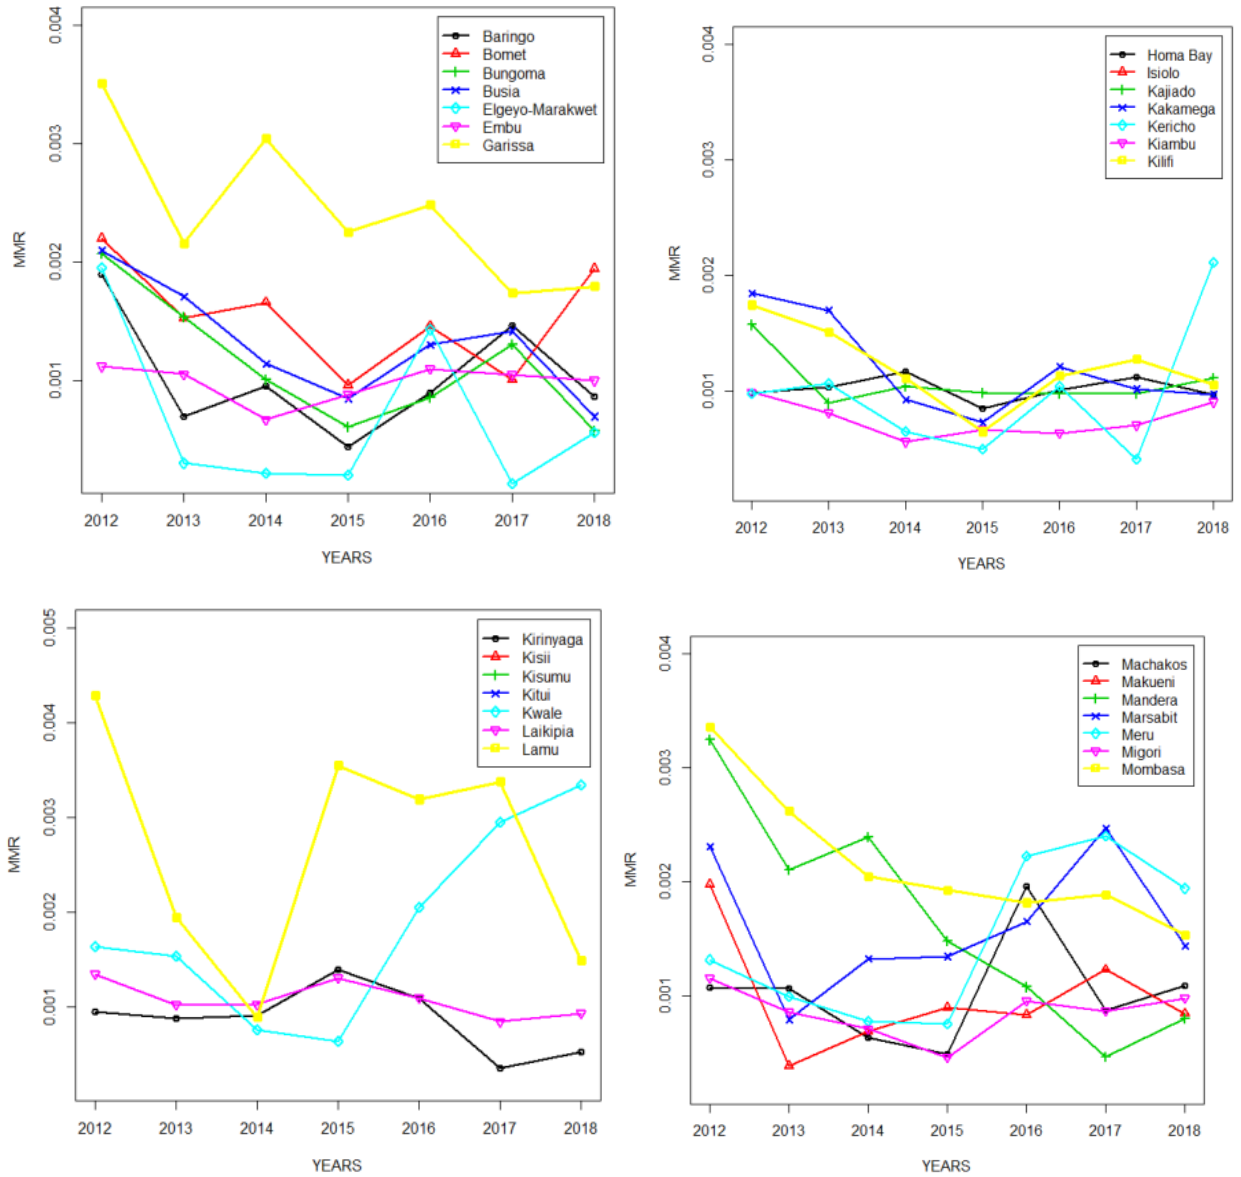 0.004
0.003
0.002
0.001
MMR
Baringo
Bomet
Bungoma
Busia
Elgeyo-Marakwet
Embu
Garissa
2012 2013 2014 2015 2016 2017 2018
YEARS
0.004
0.003
0.002
0.001
MMR
Homa Bay
Isiolo
Kajiado
Kakamega
Kericho
Kiambu
Kilifi
2012 2013 2014 2015 2016 2017 2018
YEARS
0.005
0.004
0.003
0.002
0.001
MMR
Kirinyaga
Kisii
Kisumu
Kitui
Kwale
Laikipia
Lamu
2012 2013 2014 2015 2016 2017 2018
YEARS
0.004
0.003
0.002
0.001
MMR
Machakos
Makueni
Mandera
Marsabit
Meru
Migori
Mombasa
2012 2013 2014 2015 2016 2017 2018
YEARS